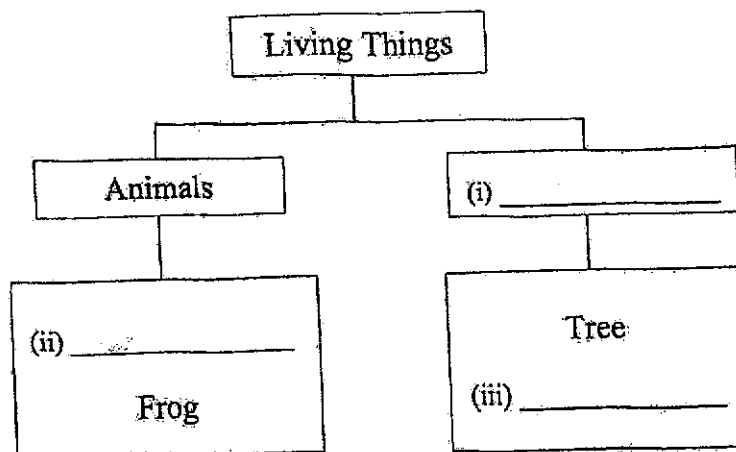 Living Things
Animals
(i)
(ii)
Frog
Tree
(iii)